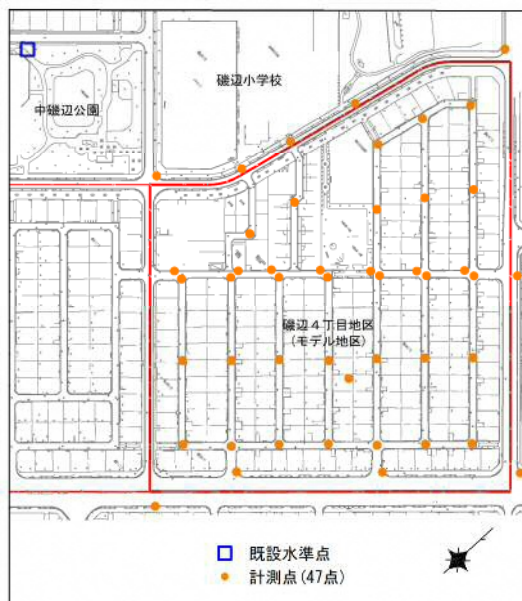 磯辺小学校
中磯辺公園
磯辺4丁目地区
(モデル地区)
既設水準点
計測点(47点)